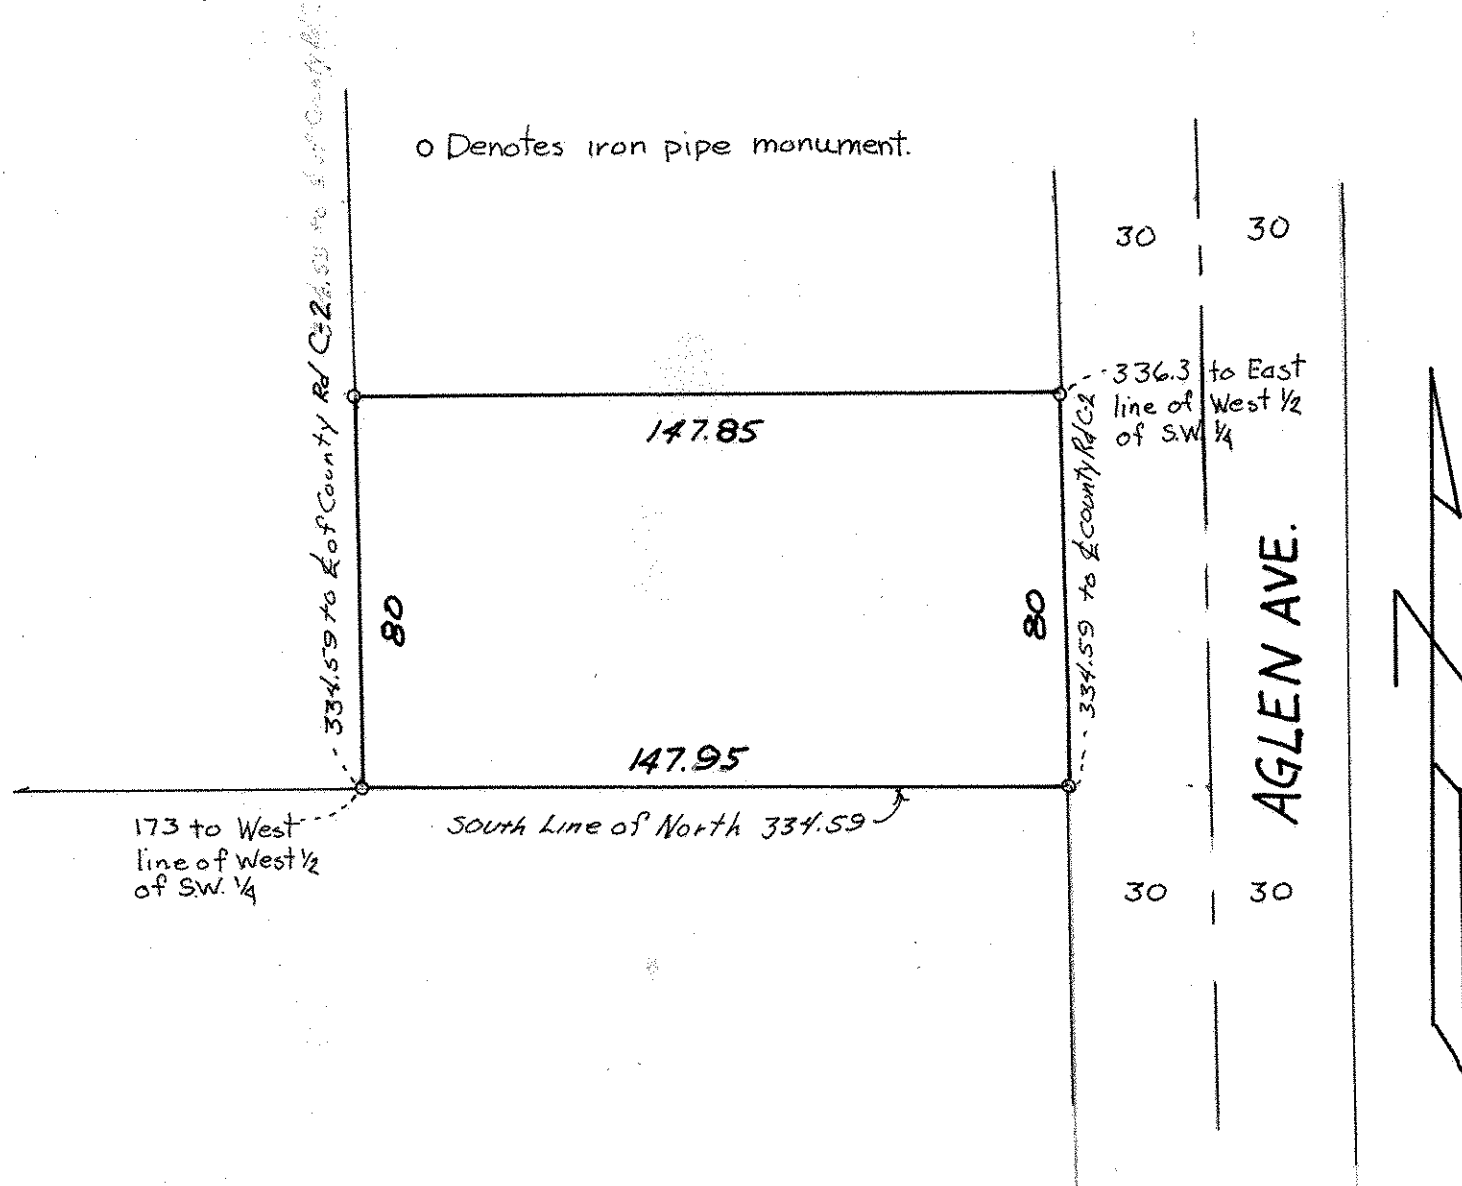 o Denotes iron pipe monument.
30 30
336.3 to East
line of West 1/2
of S.W. 1/4
147.85
334.59 to ℄ of County Rd C-2
80
80
334.59 to ℄ County Rd C-2
AGLEN AVE.
147.95
South Line of North 334.59
173 to West
line of West 1/2
of S.W. 1/4
30 30